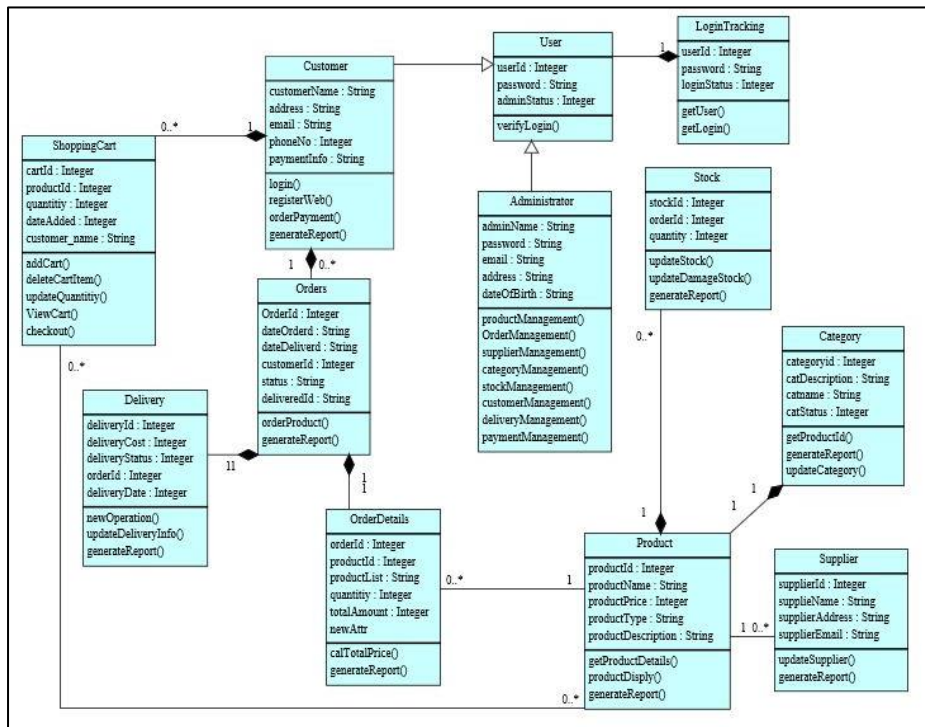 LoginTracking
userId : Integer
password : String
loginStatus : Integer
getUser()
getLogin()
User
userId : Integer
password : String
adminStatus : Integer
verifyLogin()
1
Customer
customerName : String
address : String
email : String
phoneNo : Integer
paymentInfo : String
login()
registerWeb()
orderPayment()
generateReport()
0..*
1
ShoppingCart
cartId : Integer
productId : Integer
quantitiy : Integer
dateAdded : Integer
customer_name : String
addCart()
deleteCartItem()
updateQuantitiy()
ViewCart()
checkout()
0..*
1
0..*
Orders
OrderId : Integer
dateOrderd : String
dateDeliverd : String
customerId : Integer
status : String
deliveredId : String
orderProduct()
generateReport()
Administrator
adminName : String
password : String
email : String
address : String
dateOfBirth : String
productManagement()
OrderManagement()
supplierManagement()
categoryManagement()
stockManagement()
customerManagement()
deliveryManagement()
paymentManagement()
Stock
stockId : Integer
orderId : Integer
quantity : Integer
updateStock()
updateDamageStock()
generateReport()
0..*
Category
categoryid : Integer
catDescription : String
catname : String
catStatus : Integer
getProductId()
generateReport()
updateCategory()
Delivery
deliveryId : Integer
deliveryCost : Integer
deliveryStatus : Integer
orderId : Integer
deliveryDate : Integer
newOperation()
updateDeliveryInfo()
generateReport()
11
1
1
OrderDetails
orderId : Integer
productId : Integer
productList : String
quantitiy : Integer
totalAmount : Integer
newAttr
calTotalPrice()
generateReport()
0..*
1
1
1
1
Product
productId : Integer
productName : String
productPrice : Integer
productType : String
productDescription : String
getProductDetails()
productDisply()
generateReport()
1 0..*
Supplier
supplierId : Integer
supplieName : String
supplierAddress : String
supplierEmail : String
updateSupplier()
generateReport()
0..*